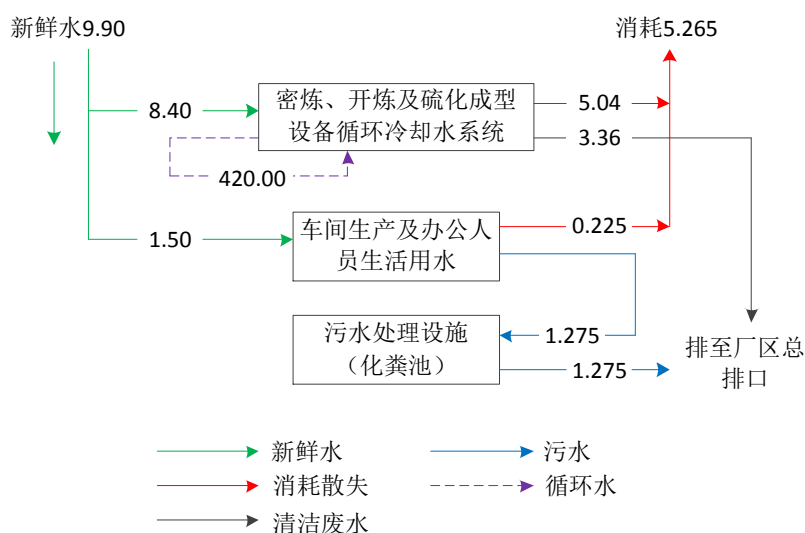 新鲜水9.90
消耗5.265
8.40
密炼、开炼及硫化成型
设备循环冷却水系统
5.04
3.36
420.00
1.50
车间生产及办公人
员生活用水
0.225
污水处理设施
（化粪池）
1.275
1.275
排至厂区总
排口
新鲜水
污水
消耗散失
循环水
清洁废水